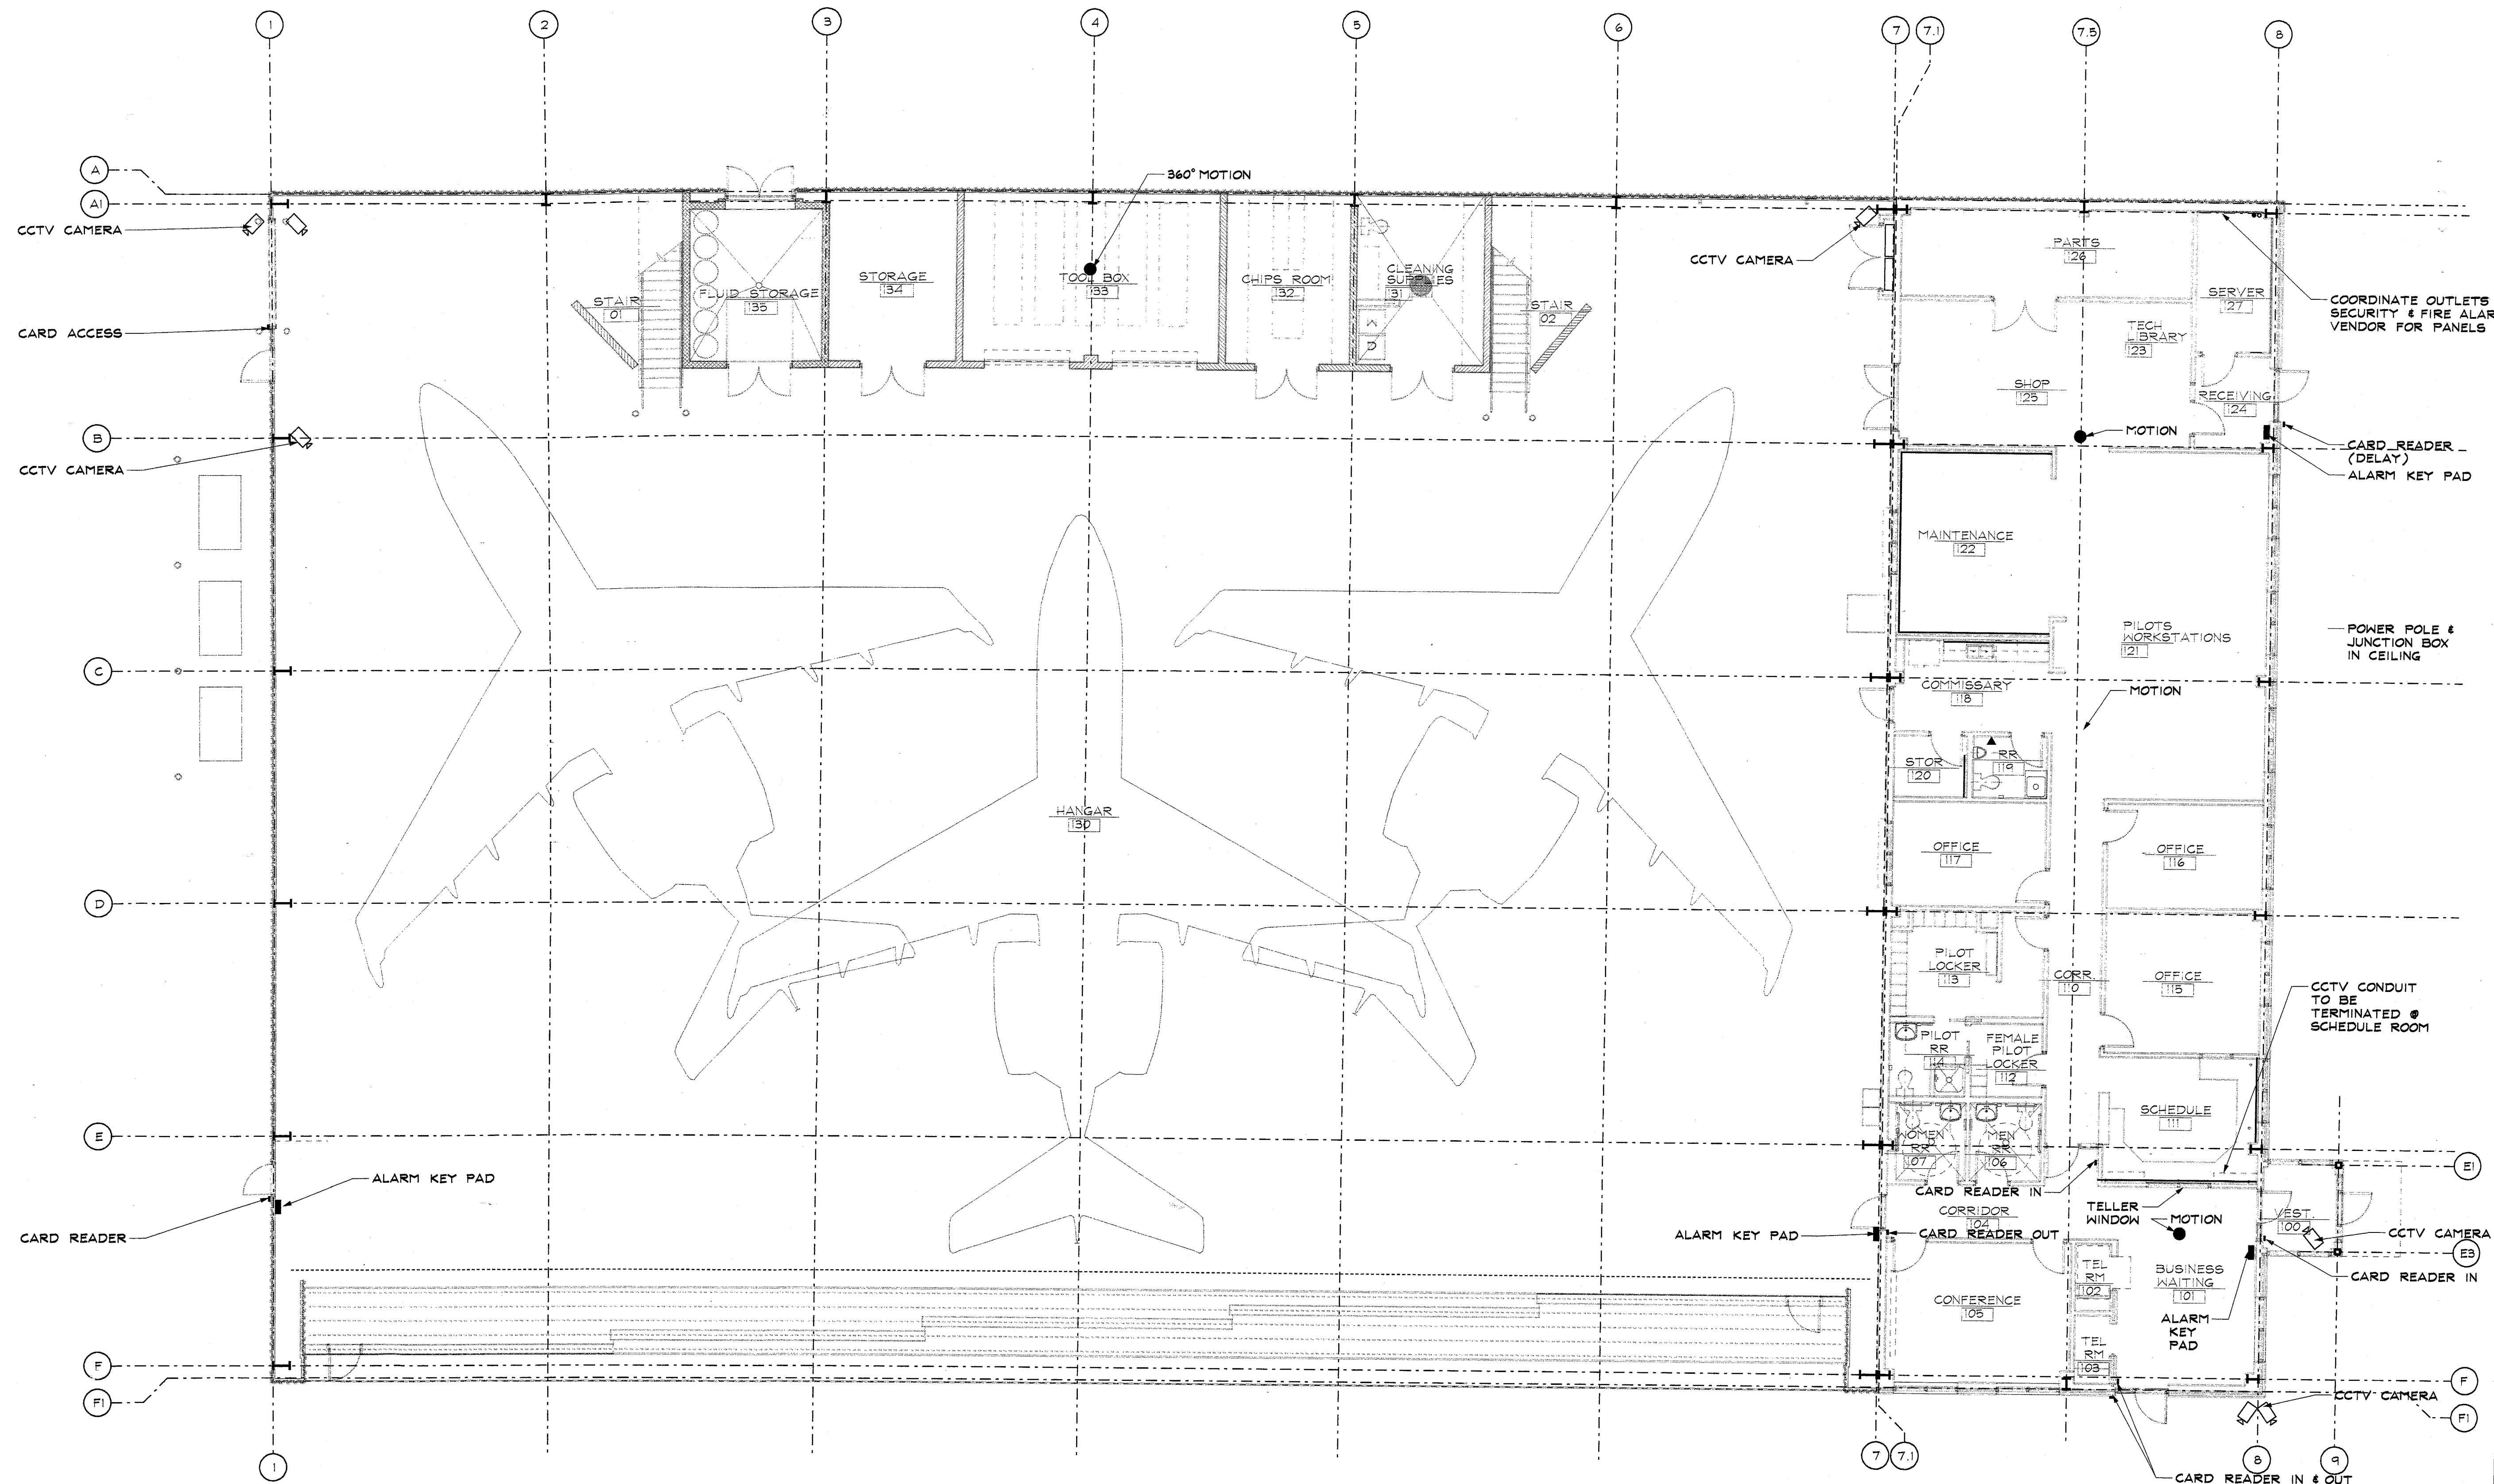 1
2
3
4
5
6
7
7.1
7.5
8
A
A1
B
C
D
E
F
F1
CCTV CAMERA
CARD ACCESS
CCTV CAMERA
360° MOTION
CCTV CAMERA
STAIR
01
FLUID STORAGE
135
STORAGE
134
TOOL BOX
133
CHIPS ROOM
132
CLEANING
SUPPLIES
131
W
D
STAIR
02
PARTS
126
SERVER
127
TECH
LIBRARY
123
SHOP
125
RECEIVING
124
COORDINATE OUTLETS
SECURITY & FIRE ALAR
VENDOR FOR PANELS
MOTION
CARD READER
(DELAY)
ALARM KEY PAD
MAINTENANCE
122
PILOTS
WORKSTATIONS
121
POWER POLE &
JUNCTION BOX
IN CEILING
COMMISSARY
118
MOTION
STOR
120
RR
119
HANGAR
130
OFFICE
117
OFFICE
116
PILOT
LOCKER
113
CORR.
110
OFFICE
115
CCTV CONDUIT
TO BE
TERMINATED @
SCHEDULE ROOM
PILOT
RR
114
FEMALE
PILOT
LOCKER
112
SCHEDULE
111
WOMEN
RR
107
MEN
RR
106
E1
ALARM KEY PAD
CARD READER
CARD READER IN
CORRIDOR
104
TELLER
WINDOW
MOTION
VEST.
100
CCTV CAMERA
ALARM KEY PAD
CARD READER OUT
E3
CARD READER IN
TEL
RM
102
BUSINESS
WAITING
101
CONFERENCE
105
ALARM
KEY
PAD
TEL
RM
103
F
CCTV CAMERA
F1
1
7
7.1
8
9
CARD READER IN & OUT